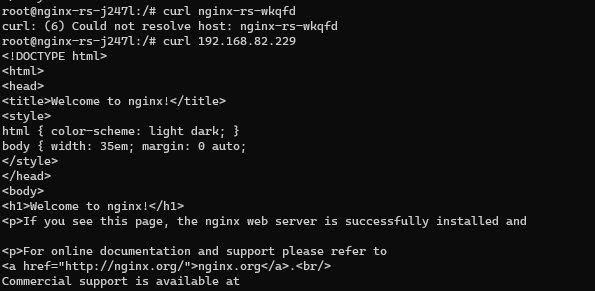 root@nginx-rs-j247l:/# curl nginx-rs-wkqfd
curl: (6) Could not resolve host: nginx-rs-wkqfd
root@nginx-rs-j247l:/# curl 192.168.82.229
<!DOCTYPE html>
<html>
<head>
<title>Welcome to nginx!</title>
<style>
html { color-scheme: light dark; }
body { width: 35em; margin: 0 auto;
</style>
</head>
<body>
<h1>Welcome to nginx!</h1>
<p>If you see this page, the nginx web server is successfully installed and
<p>For online documentation and support please refer to
<a href="http://nginx.org/">nginx.org</a>.<br/>
Commercial support is available at